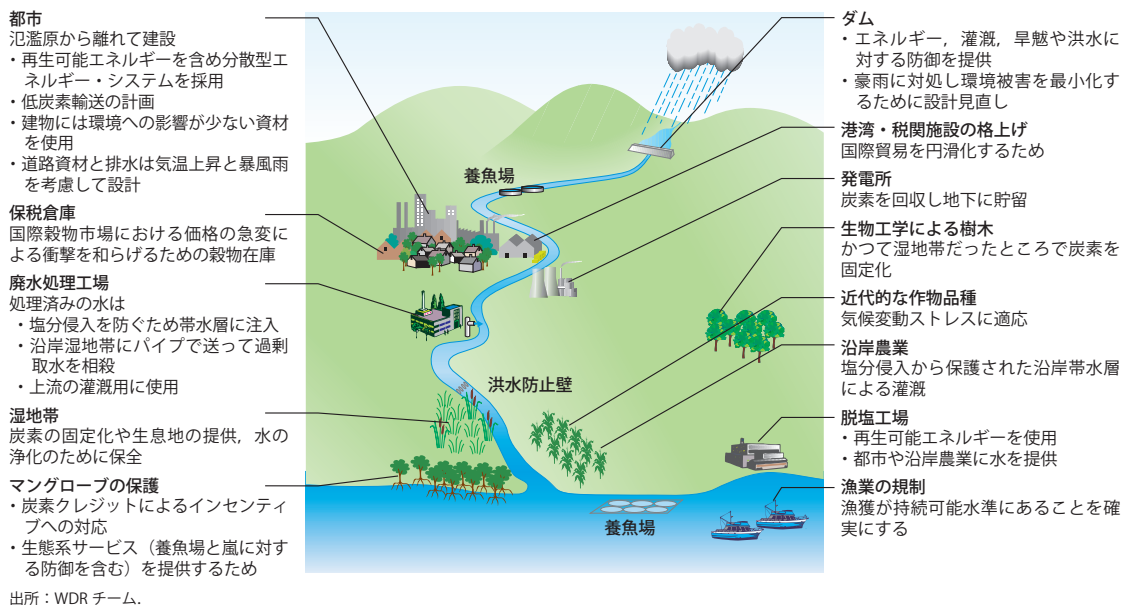 都市
氾濫原から離れて建設
・再生可能エネルギーを含め分散型エ
ネルギー・システムを採用
・低炭素輸送の計画
・建物には環境への影響が少ない資材
を使用
・道路資材と排水は気温上昇と暴風雨
を考慮して設計
保税倉庫
国際穀物市場における価格の急変に
よる衝撃を和らげるための穀物在庫
廃水処理工場
処理済みの水は
・塩分侵入を防ぐため帯水層に注入
・沿岸湿地帯にパイプで送って過剰
取水を相殺
・上流の灌漑用に使用
湿地帯
炭素の固定化や生息地の提供，水の
浄化のために保全
マングローブの保護
・炭素クレジットによるインセンティ
ブへの対応
・生態系サービス（養魚場と嵐に対す
る防御を含む）を提供するため
養魚場
洪水防止壁
養魚場
ダム
・エネルギー，灌漑，旱魃や洪水に
対する防御を提供
・豪雨に対処し環境被害を最小化す
るために設計見直し
港湾・税関施設の格上げ
国際貿易を円滑化するため
発電所
炭素を回収し地下に貯留
生物工学による樹木
かつて湿地帯だったところで炭素を
固定化
近代的な作物品種
気候変動ストレスに適応
沿岸農業
塩分侵入から保護された沿岸帯水層
による灌漑
脱塩工場
・再生可能エネルギーを使用
・都市や沿岸農業に水を提供
漁業の規制
漁獲が持続可能水準にあることを確
実にする
出所：WDR チーム.